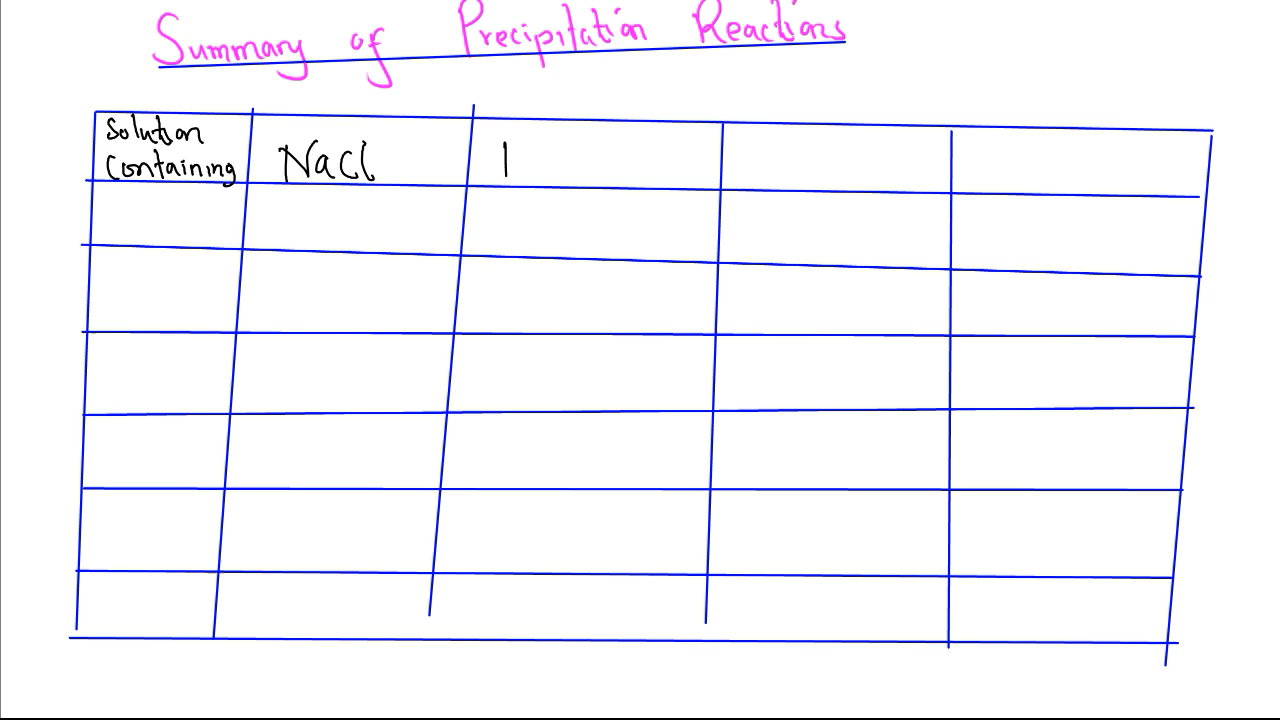 Summary of Precipitation Reactions
Solution
Containing
NaCl